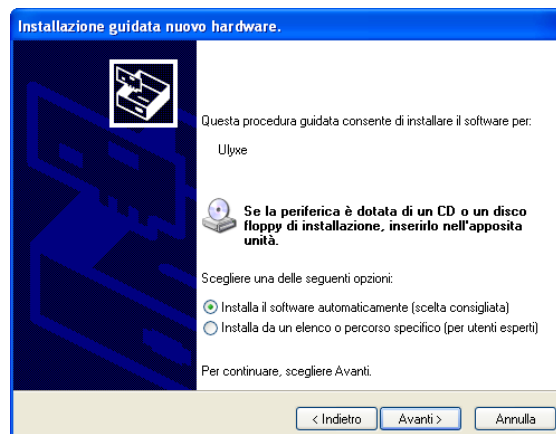 Installazione guidata nuovo hardware.
Questa procedura guidata consente di installare il software per:
Ulyxe
Se la periferica è dotata di un CD o un disco
floppy di installazione, inserirlo nell'apposita
unità.
Scegliere una delle seguenti opzioni:
Installa il software automaticamente (scelta consigliata)
Installa da un elenco o percorso specifico (per utenti esperti)
Per continuare, scegliere Avanti.
< Indietro Avanti > Annulla